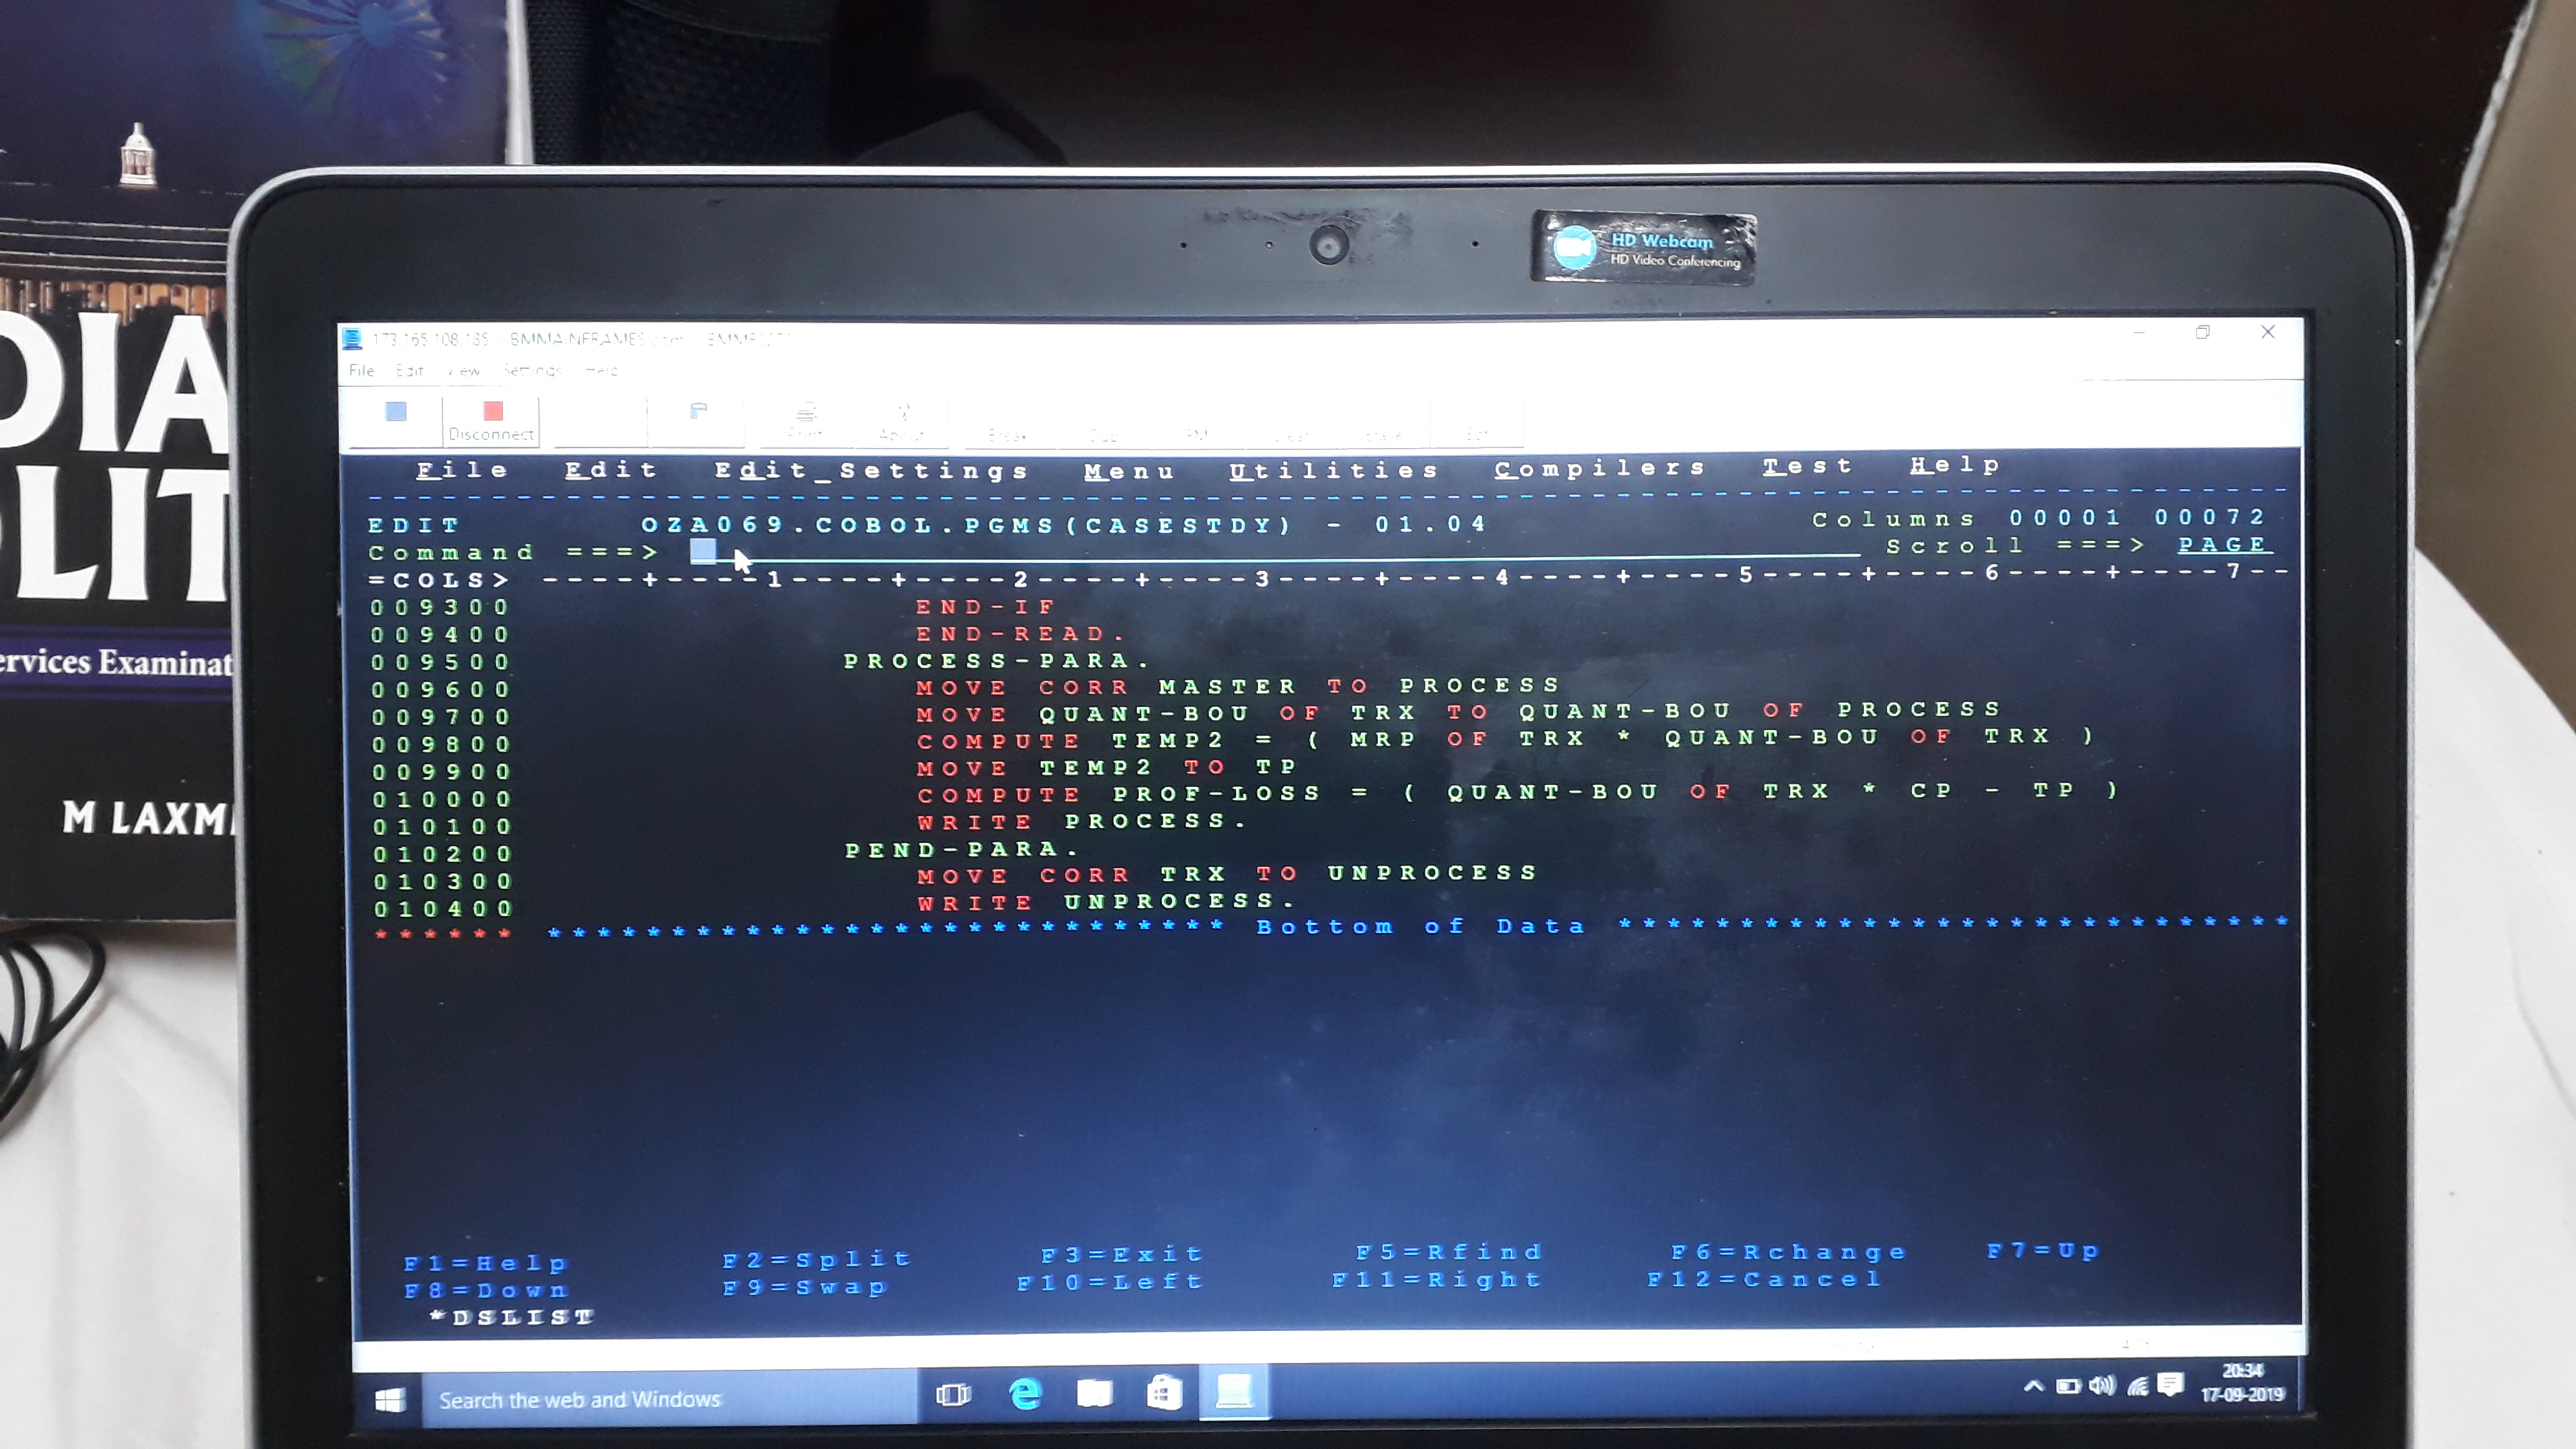 HD Webcam
HD Video Conferencing
DIA
OLIT
ervices Examinat
M LAXMI
173.165.108.185 - BMMAINFRAMES.com
File Edit View Settings Help
Disconnect Print About Break
File Edit Edit_Settings Menu Utilities Compilers Test Help
EDIT OZA069.COBOL.PGMS(CASESTDY) - 01.04 Columns 00001 00072
Command ===> Scroll ===> PAGE
=COLS> ----+----1----+----2----+----3----+----4----+----5----+----6----+----7--
009300 END-IF
009400 END-READ.
009500 PROCESS-PARA.
009600 MOVE CORR MASTER TO PROCESS
009700 MOVE QUANT-BOU OF TRX TO QUANT-BOU OF PROCESS
009800 COMPUTE TEMP2 = ( MRP OF TRX * QUANT-BOU OF TRX )
009900 MOVE TEMP2 TO TP
010000 COMPUTE PROF-LOSS = ( QUANT-BOU OF TRX * CP - TP )
010100 WRITE PROCESS.
010200 PEND-PARA.
010300 MOVE CORR TRX TO UNPROCESS
010400 WRITE UNPROCESS.
****** **************************** Bottom of Data ****************************
F1=Help F2=Split F3=Exit F5=Rfind F6=Rchange F7=Up
F8=Down F9=Swap F10=Left F11=Right F12=Cancel
*DSLIST
Search the web and Windows
20:34
17-09-2019